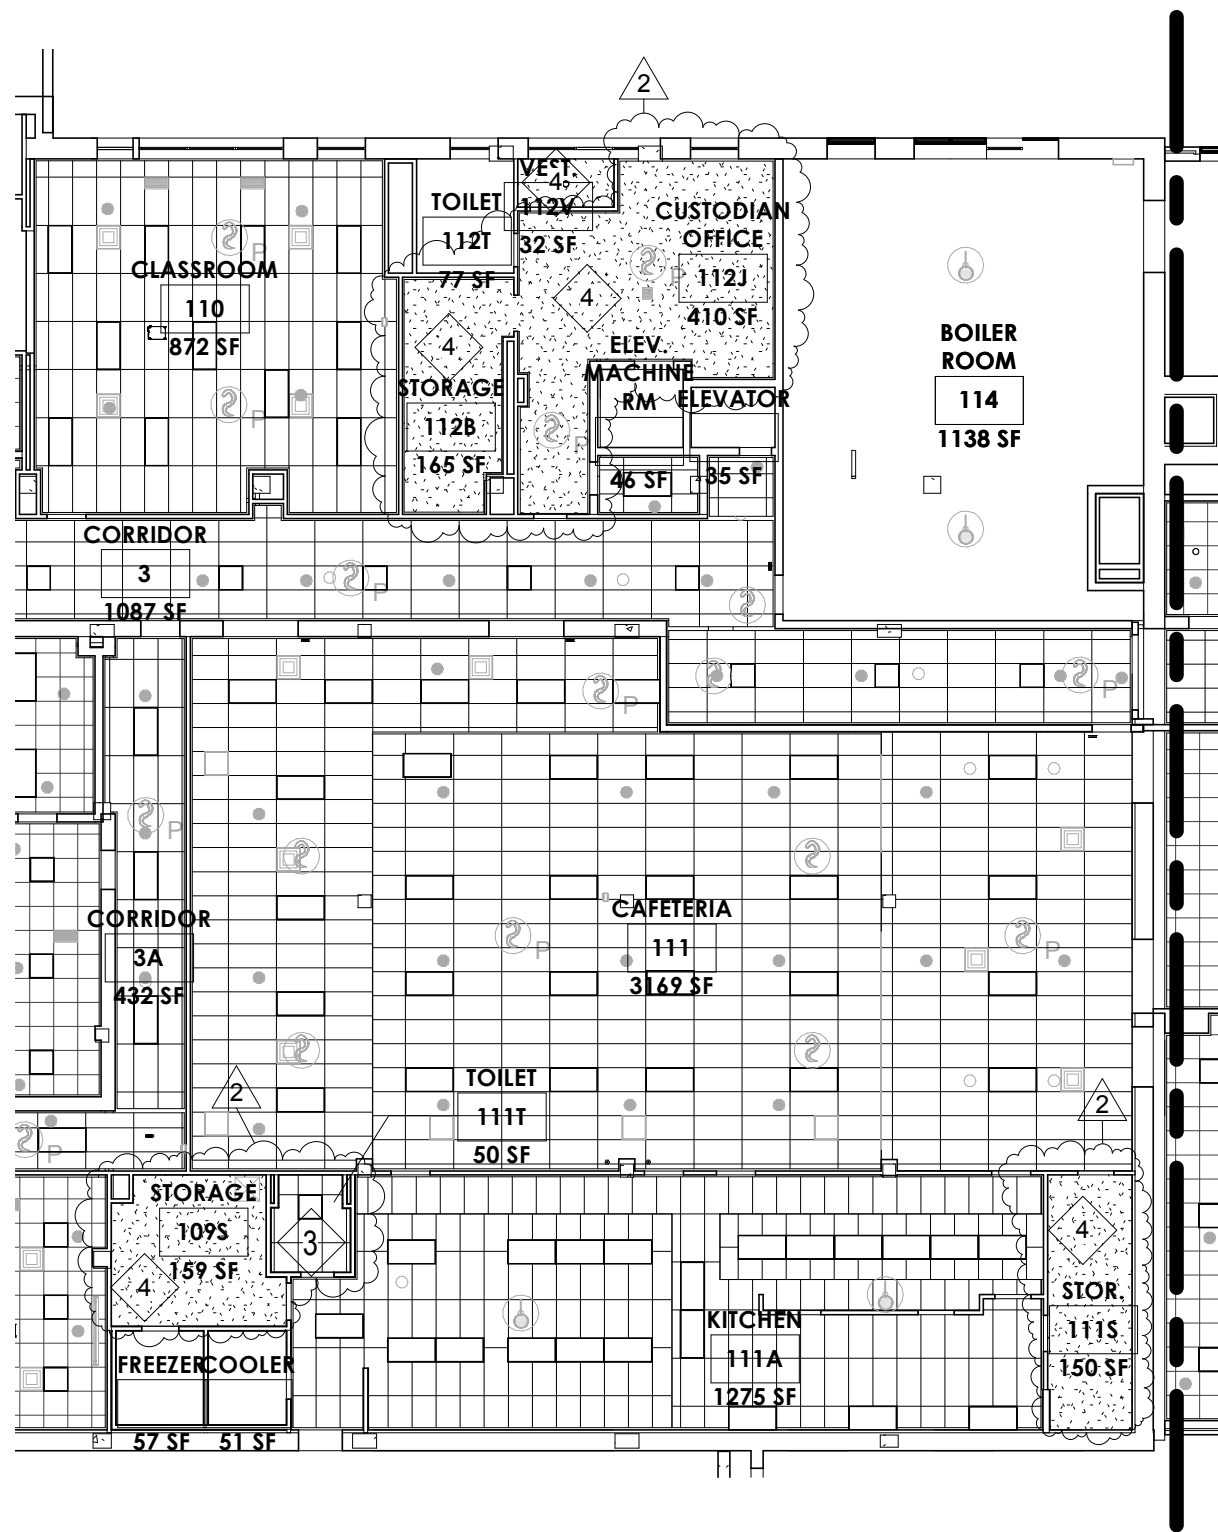 2
VEST.
4
112V
32 SF
TOILET
112T
77 SF
CUSTODIAN
OFFICE
112J
410 SF
P
4
CLASSROOM
110
872 SF
P
P
4
STORAGE
112B
165 SF
ELEV.
MACHINE
RM
46 SF
ELEVATOR
35 SF
P
BOILER
ROOM
114
1138 SF
CORRIDOR
3
1087 SF
P
P
P
P
CORRIDOR
3A
432 SF
CAFETERIA
111
3169 SF
P
P
TOILET
111T
50 SF
2
2
P
STORAGE
109S
159 SF
4
3
4
STOR.
111S
150 SF
KITCHEN
111A
1275 SF
FREEZER
COOLER
57 SF
51 SF